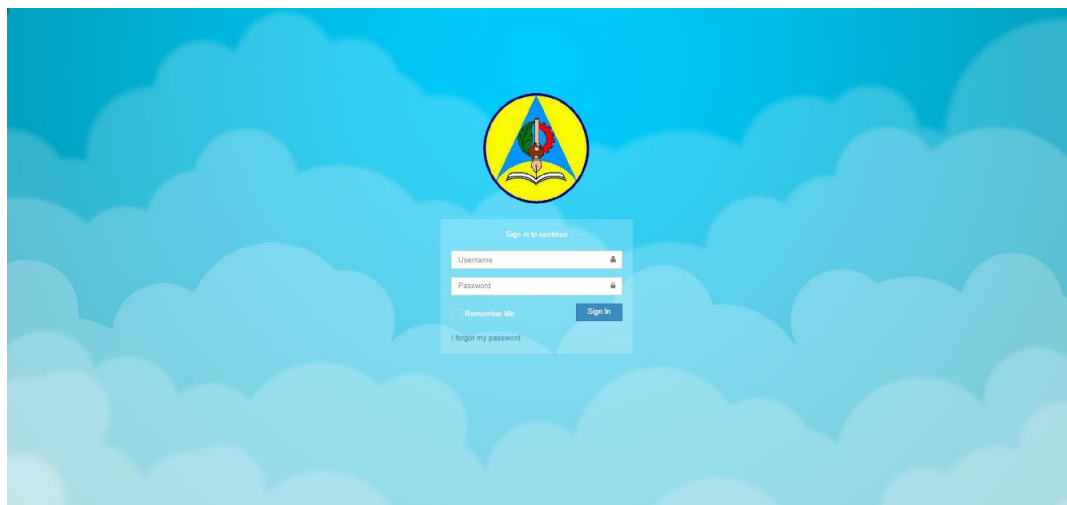 Sign in to continue
Username
Password
Remember Me
Sign In
I forgot my password